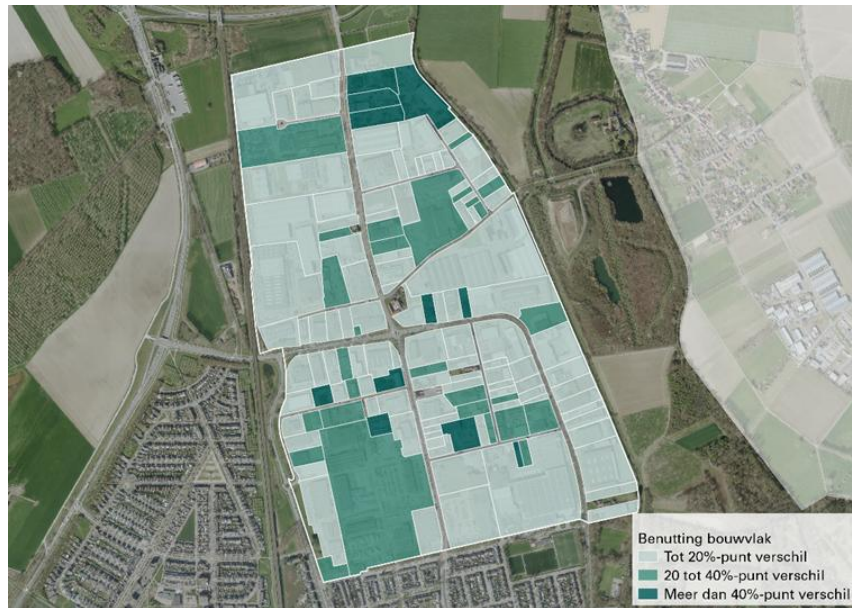 Benutting bouwvlak
Tot 20%-punt verschil
20 tot 40%-punt verschil
Meer dan 40%-punt verschil